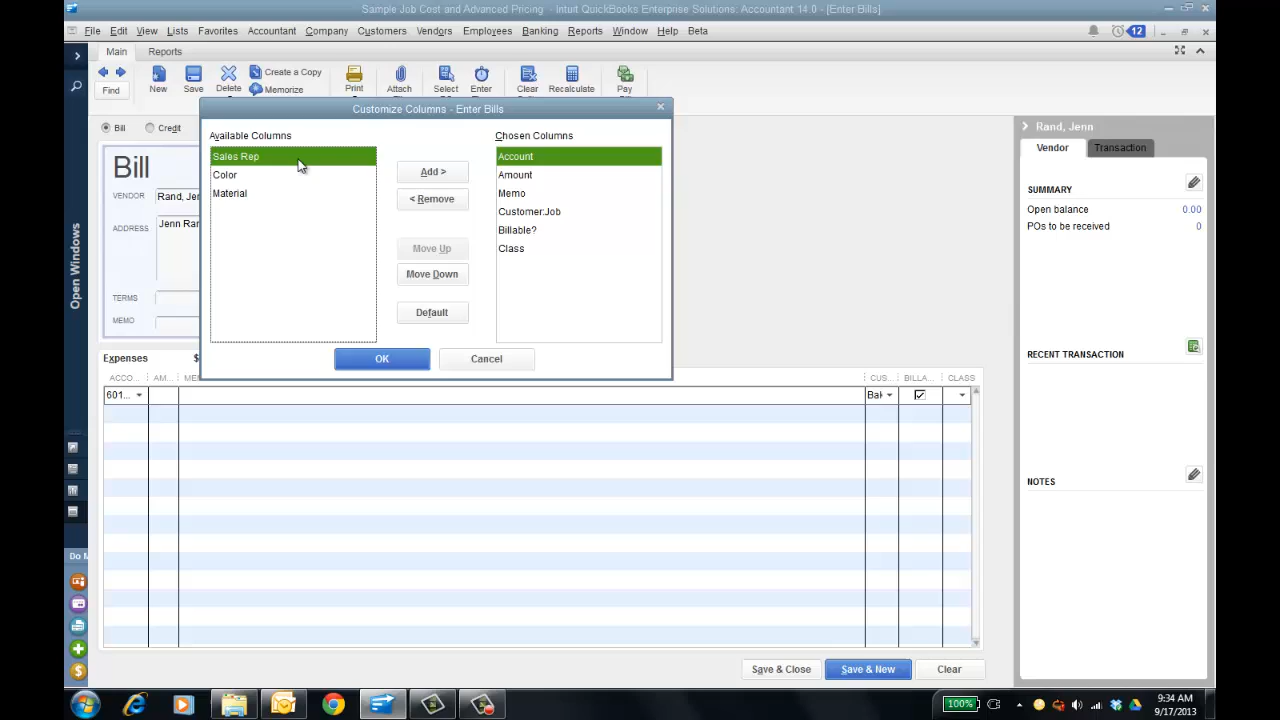 Sample Job Cost and Advanced Pricing - Intuit QuickBooks Enterprise Solutions: Accountant 14.0 - [Enter Bills]
File Edit View Lists Favorites Accountant Company Customers Vendors Employees Banking Reports Window Help Beta 12
Main Reports
Find New Save Delete Create a Copy Memorize Print Attach Select Enter Clear Recalculate Pay
Bill Credit
Customize Columns - Enter Bills
Available Columns
Sales Rep
Color
Material
Add >
< Remove
Move Up
Move Down
Default
Chosen Columns
Account
Amount
Memo
Customer:Job
Billable?
Class
OK Cancel
Bill
VENDOR Rand, Jen
ADDRESS Jenn Ran
TERMS
MEMO
Expenses $
ACCO... AM... ME CUS... BILLA... CLASS
601... Bak
Save & Close Save & New Clear
Rand, Jenn
Vendor Transaction
SUMMARY
Open balance 0.00
POs to be received 0
RECENT TRANSACTION
NOTES
Open Windows
Do M
100%
9:34 AM
9/17/2013